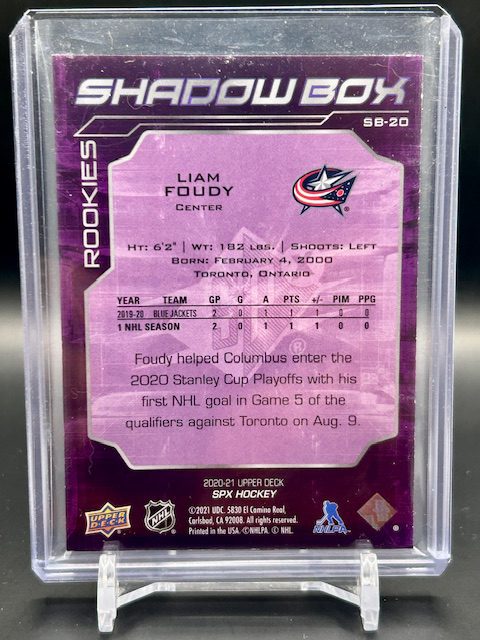 SHADOW BOX
SB-20
ROOKIES
LIAM
FOUDY
CENTER
HT: 6'2" | WT: 182 LBS. | SHOOTS: LEFT
BORN: FEBRUARY 4, 2000
TORONTO, ONTARIO
YEAR TEAM GP G A PTS +/- PIM PPG
2019-20 BLUE JACKETS 2 0 1 1 1 0 0
1 NHL SEASON 2 0 1 1 1 0 0
Foudy helped Columbus enter the
2020 Stanley Cup Playoffs with his
first NHL goal in Game 5 of the
qualifiers against Toronto on Aug. 9.
2020-21 UPPER DECK
SPX HOCKEY
©2021 UDC. 5830 El Camino Real,
Carlsbad, CA 92008. All rights reserved.
Printed in the USA. ©NHLPA. © NHL.
UPPER DECK
NHL
NHLPA